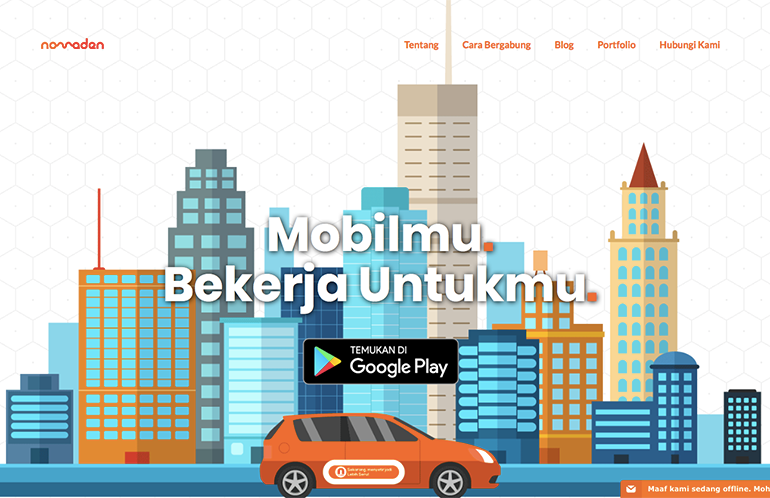 nomaden
Tentang
Cara Bergabung
Blog
Portfolio
Hubungi Kami
Mobilmu.
Bekerja Untukmu.
TEMUKAN DI
Google Play
Maaf kami sedang offline. Moh